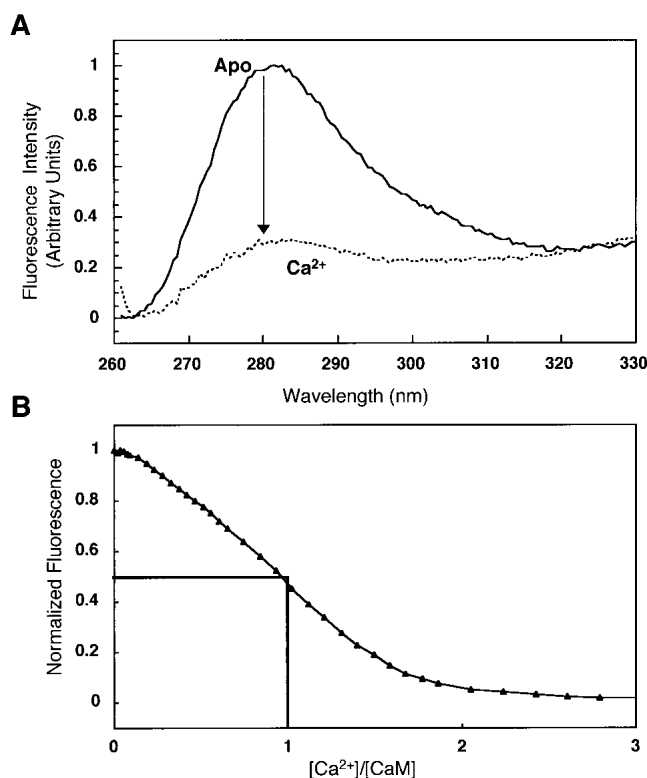 A
Fluorescence Intensity
(Arbitrary Units)
1
0.8
0.6
0.4
0.2
0
Apo
Ca²⁺
260 270 280 290 300 310 320 330
Wavelength (nm)
B
Normalized Fluorescence
1
0.8
0.6
0.4
0.2
0
0 1 2 3
[Ca²⁺]/[CaM]